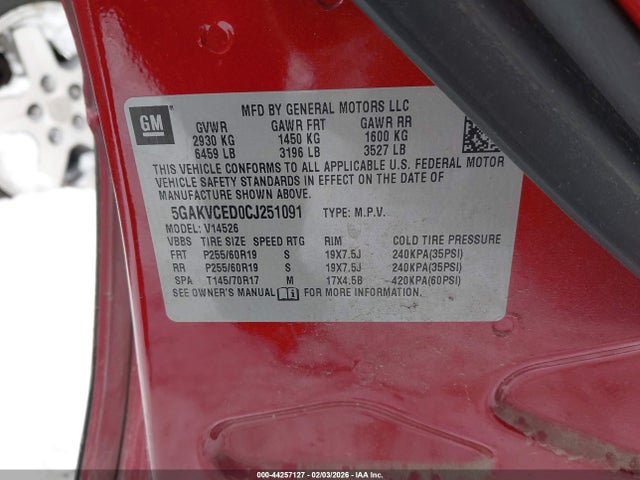 GM
MFD BY GENERAL MOTORS LLC
GVWR GAWR FRT GAWR RR
2930 KG 1450 KG 1600 KG
6459 LB 3196 LB 3527 LB
THIS VEHICLE CONFORMS TO ALL APPLICABLE U.S. FEDERAL MOTOR
VEHICLE SAFETY STANDARDS IN EFFECT ON THE DATE OF
MANUFACTURE SHOWN ABOVE.
5GAKVCED0CJ251091 TYPE: M.P.V.
MODEL: V14526
VBBS TIRE SIZE SPEED RTG RIM COLD TIRE PRESSURE
FRT P255/60R19 S 19X7.5J 240KPA(35PSI)
RR P255/60R19 S 19X7.5J 240KPA(35PSI)
SPA T145/70R17 M 17X4.5B 420KPA(60PSI)
SEE OWNER'S MANUAL FOR MORE INFORMATION.
000-44257127 - 02/03/2026 - IAA Inc.